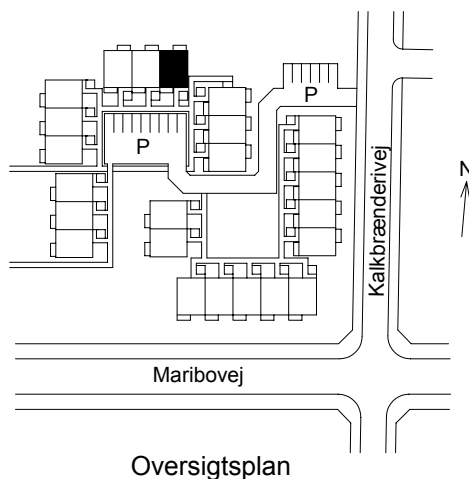 P
P
N
Kalkbrænderivej
Maribovej
Oversigtsplan